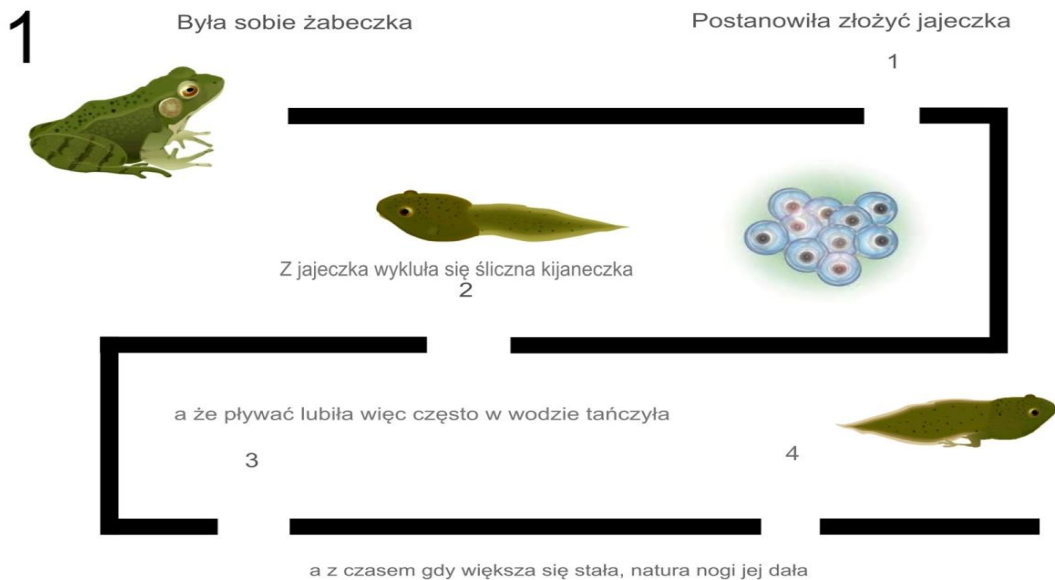 1
Była sobie żabeczka
Postanowiła złożyć jajeczka
1
Z jajeczka wykluła się śliczna kijaneczka
2
a że pływać lubiła więc często w wodzie tańczyła
3
4
a z czasem gdy większa się stała, natura nogi jej dała